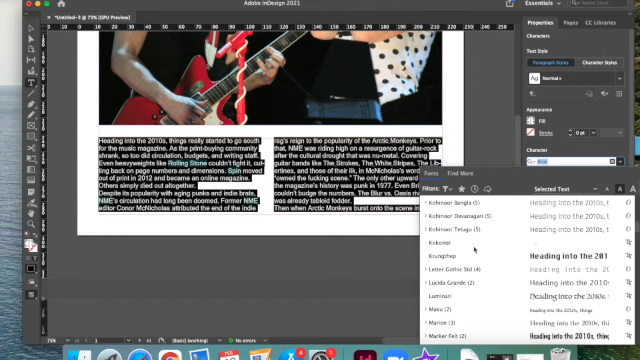 Adobe InDesign 2021
Essentials
*Untitled-3 @ 75% [GPU Preview]
Properties
Pages
CC Libraries
Characters
Text Style
Paragraph Styles
Character Styles
Ag
Normal+
Appearance
Fill
Stroke
0 pt
Character
Heading into the 2010s, things really started to go south
for the music magazine. As the print-buying community
shrank, so too did circulation, budgets, and writing staff.
Even heavyweights like Rolling Stone couldn't fight it, cut-
ting back on page numbers and dimensions. Spin moved
out of print in 2012 and became an online magazine.
Others simply died out altogether.
Despite its popularity with aging punks and indie brats,
NME's circulation had long been doomed. Former NME
editor Conor McNicholas attributed the end of the indie
rag's reign to the popularity of the Arctic Monkeys. Prior to
that, NME was riding high on a resurgence of guitar-rock
after the cultural drought that was nu-metal. Covering
guitar bands like The Strokes, The White Stripes, The Lib-
ertines, and those of their ilk, in McNicholas's words
"owned the fucking scene." The only other upward
the magazine's history was punk in 1977. Even Brit
couldn't budge the numbers. The Blur vs. Oasis
was already tabloid fodder.
Then when Arctic Monkeys burst onto the scene in
Fonts
Find More
Filters:
Selected Text
Kohinoor Bangla (5)
Heading into the 2010s, t
Kohinoor Devanagari (5)
Heading into the 2010s, t
Kohinoor Telugu (5)
Heading into the 2010s, t
Kokonor
Krungthep
Heading into the 201
Letter Gothic Std (4)
Heading into the 20
Lucida Grande (2)
Heading into the 2010s,
Luminari
Heading into the 2010s,
Maku (2)
Heading into the 2010s, things
Marion (3)
Heading into the 2010s,
Marker Felt (2)
Heading into the 2010s,
75%
1
[Basic] (working)
No errors